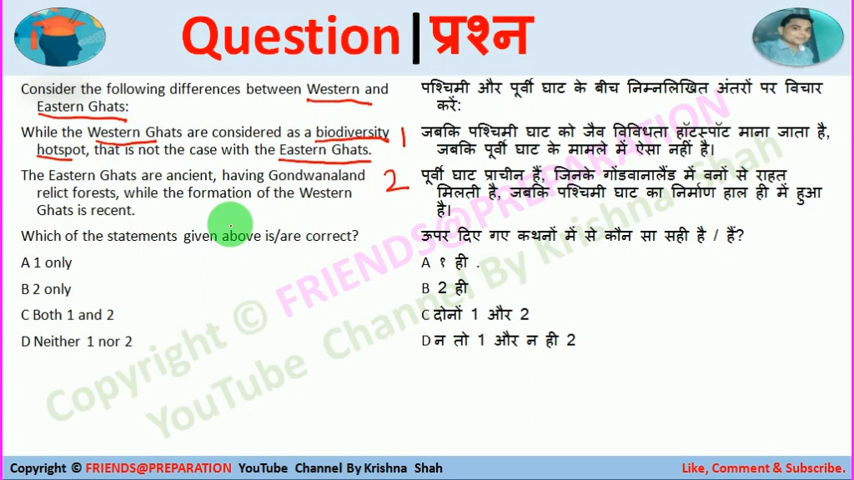 Question|प्रश्न
Consider the following differences between Western and
Eastern Ghats:
While the Western Ghats are considered as a biodiversity
hotspot, that is not the case with the Eastern Ghats.
The Eastern Ghats are ancient, having Gondwanaland
relict forests, while the formation of the Western
Ghats is recent.
Which of the statements given above is/are correct?
A 1 only
B 2 only
C Both 1 and 2
D Neither 1 nor 2
1
2
पश्चिमी और पूर्वी घाट के बीच निम्नलिखित अंतरों पर विचार
करें:
जबकि पश्चिमी घाट को जैव विविधता हॉटस्पॉट माना जाता है,
जबकि पूर्वी घाट के मामले में ऐसा नहीं है।
पूर्वी घाट प्राचीन हैं, जिनके गोंडवानालैंड में वनों से राहत
मिलती है, जबकि पश्चिमी घाट का निर्माण हाल ही में हुआ
है।
ऊपर दिए गए कथनों में से कौन सा सही है / हैं?
A १ ही .
B 2 ही
C दोनों 1 और 2
D न तो 1 और न ही 2
Copyright © FRIENDS@PREPARATION
YouTube Channel By Krishna Shah
Copyright © FRIENDS@PREPARATION YouTube Channel By Krishna Shah
Like, Comment & Subscribe.